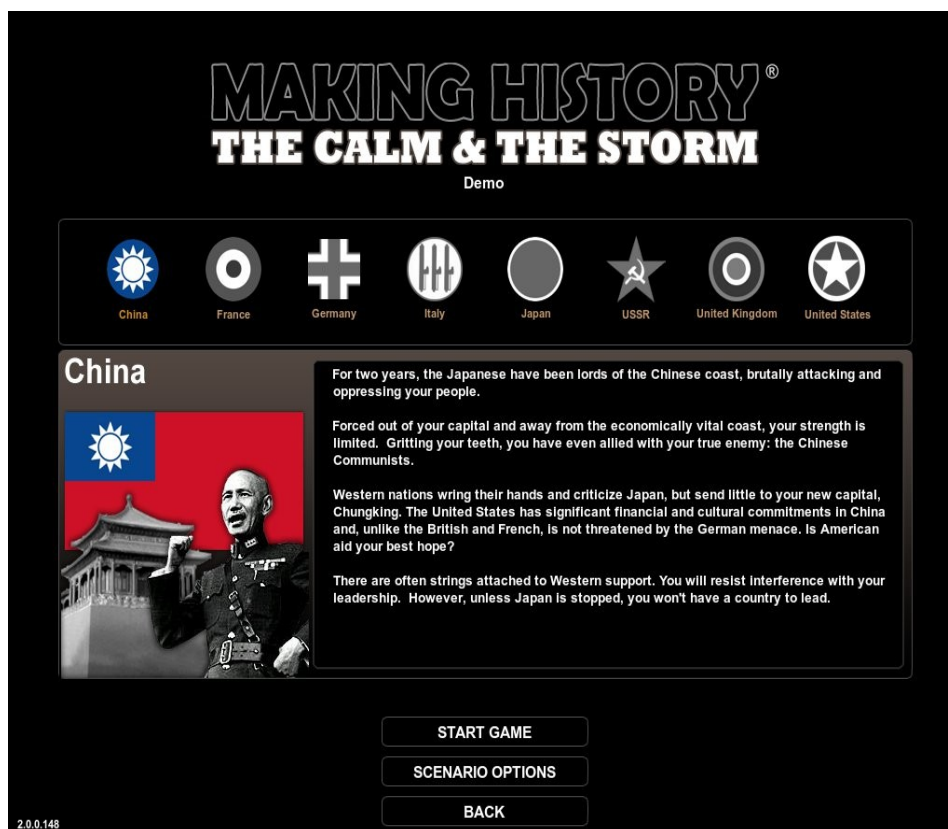 MAKING HISTORY®
THE CALM & THE STORM
Demo
China France Germany Italy Japan USSR United Kingdom United States
China
For two years, the Japanese have been lords of the Chinese coast, brutally attacking and
oppressing your people.
Forced out of your capital and away from the economically vital coast, your strength is
limited. Gritting your teeth, you have even allied with your true enemy: the Chinese
Communists.
Western nations wring their hands and criticize Japan, but send little to your new capital,
Chungking. The United States has significant financial and cultural commitments in China
and, unlike the British and French, is not threatened by the German menace. Is American
aid your best hope?
There are often strings attached to Western support. You will resist interference with your
leadership. However, unless Japan is stopped, you won't have a country to lead.
START GAME
SCENARIO OPTIONS
BACK
2.0.0.148